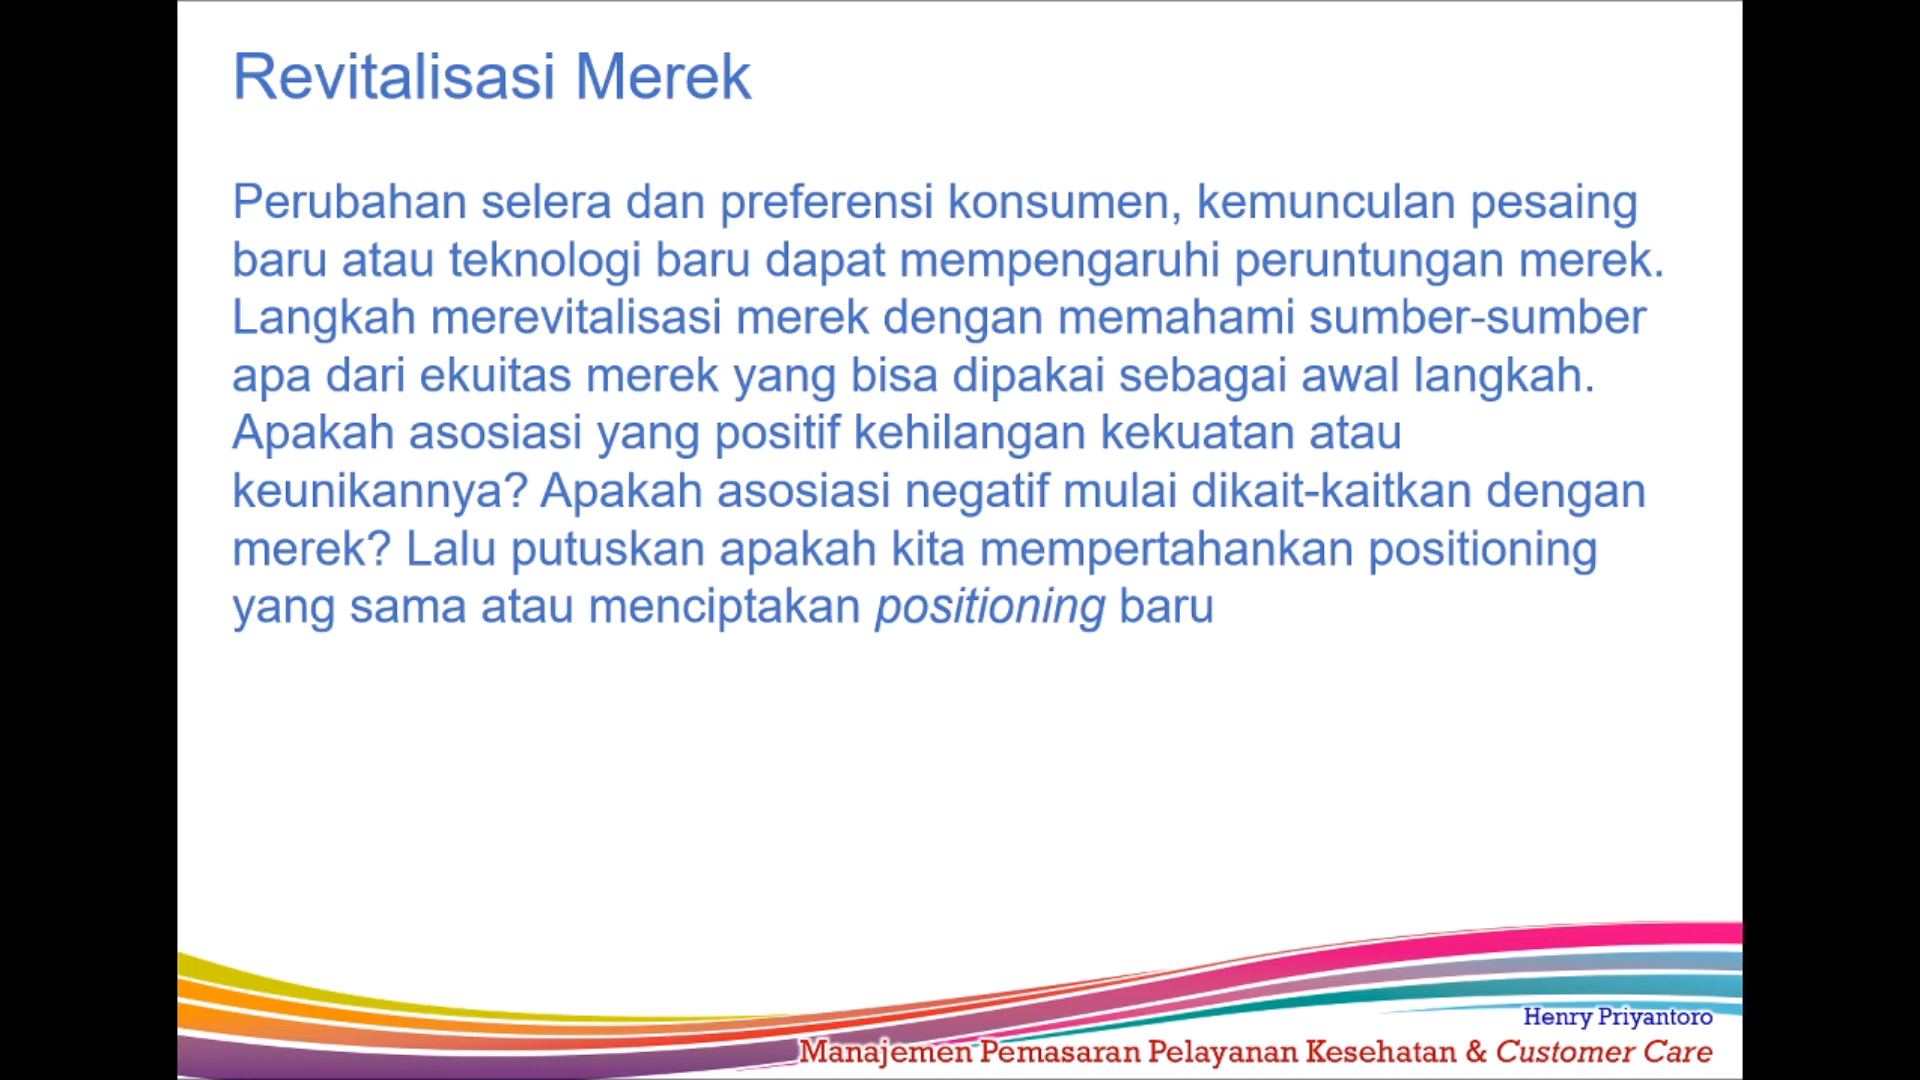 Revitalisasi Merek
Perubahan selera dan preferensi konsumen, kemunculan pesaing
baru atau teknologi baru dapat mempengaruhi peruntungan merek.
Langkah merevitalisasi merek dengan memahami sumber-sumber
apa dari ekuitas merek yang bisa dipakai sebagai awal langkah.
Apakah asosiasi yang positif kehilangan kekuatan atau
keunikannya? Apakah asosiasi negatif mulai dikait-kaitkan dengan
merek? Lalu putuskan apakah kita mempertahankan positioning
yang sama atau menciptakan positioning baru
Henry Priyantoro
Manajemen Pemasaran Pelayanan Kesehatan & Customer Care